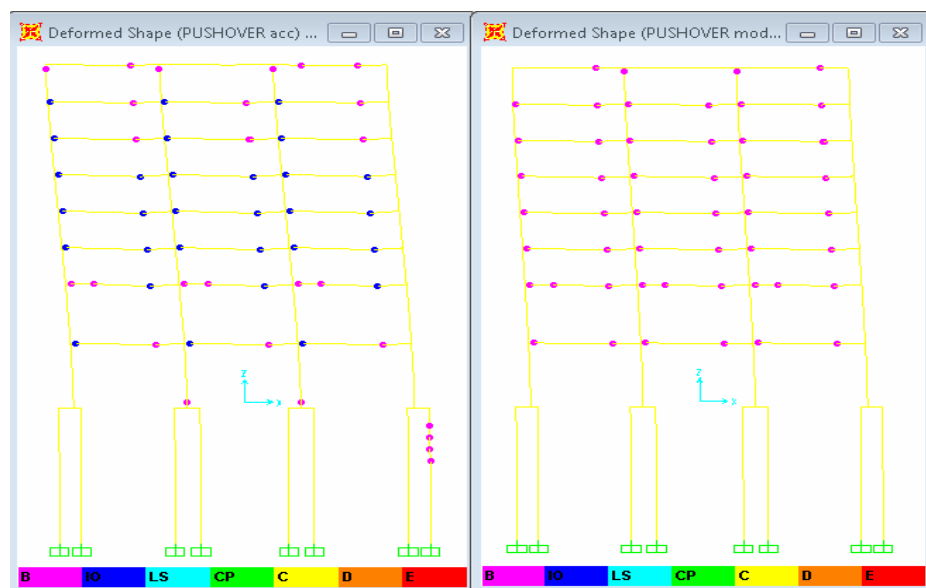 Deformed Shape (PUSHOVER acc) ...
Z
X
B IO LS CP C D E
Deformed Shape (PUSHOVER mod...
Z
X
B IO LS CP C D E